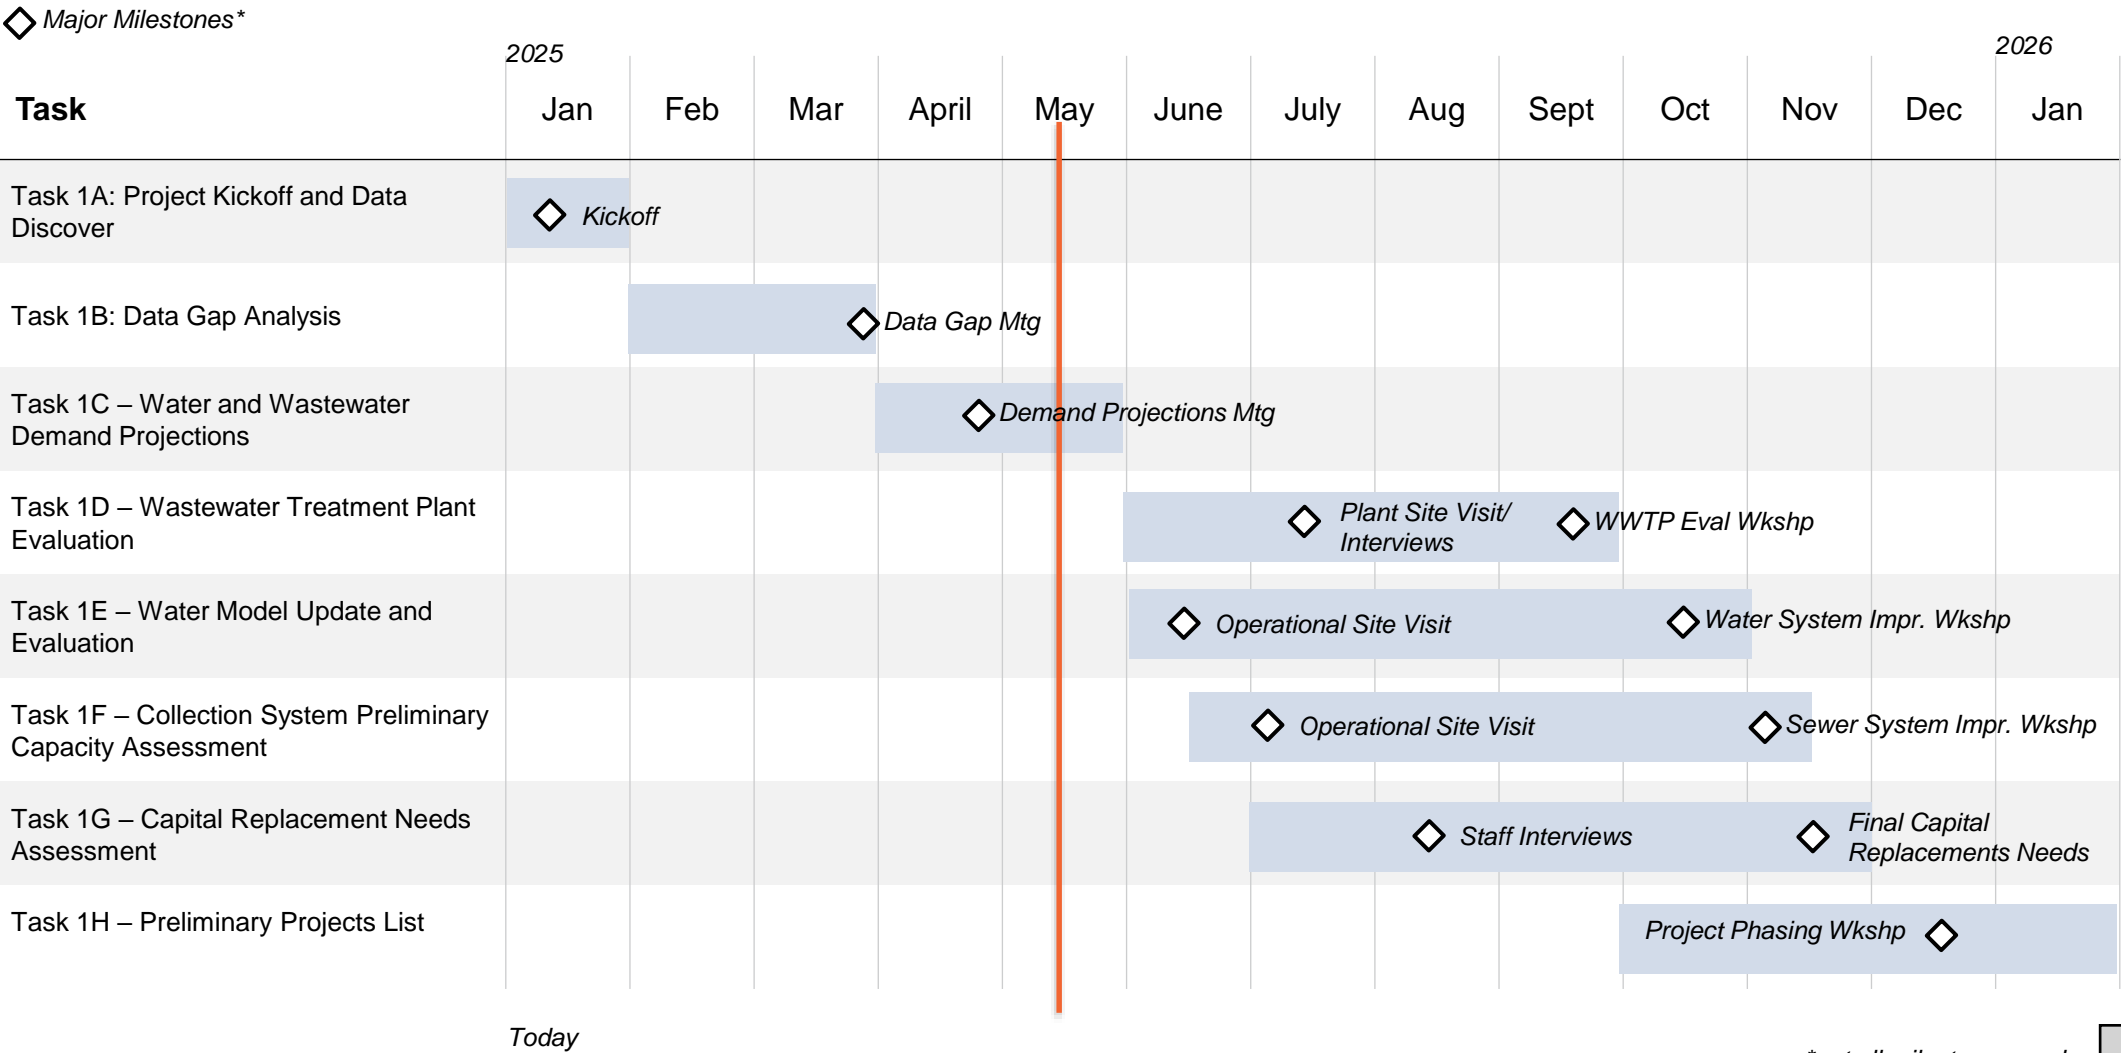 Major Milestones*
2025
2026
Task Jan Feb Mar April May June July Aug Sept Oct Nov Dec Jan
Task 1A: Project Kickoff and Data
Discover
Kickoff
Task 1B: Data Gap Analysis
Data Gap Mtg
Task 1C – Water and Wastewater
Demand Projections
Demand Projections Mtg
Task 1D – Wastewater Treatment Plant
Evaluation
Plant Site Visit/
Interviews
WWTP Eval Wkshp
Task 1E – Water Model Update and
Evaluation
Operational Site Visit
Water System Impr. Wkshp
Task 1F – Collection System Preliminary
Capacity Assessment
Operational Site Visit
Sewer System Impr. Wkshp
Task 1G – Capital Replacement Needs
Assessment
Staff Interviews
Final Capital
Replacements Needs
Task 1H – Preliminary Projects List
Project Phasing Wkshp
Today